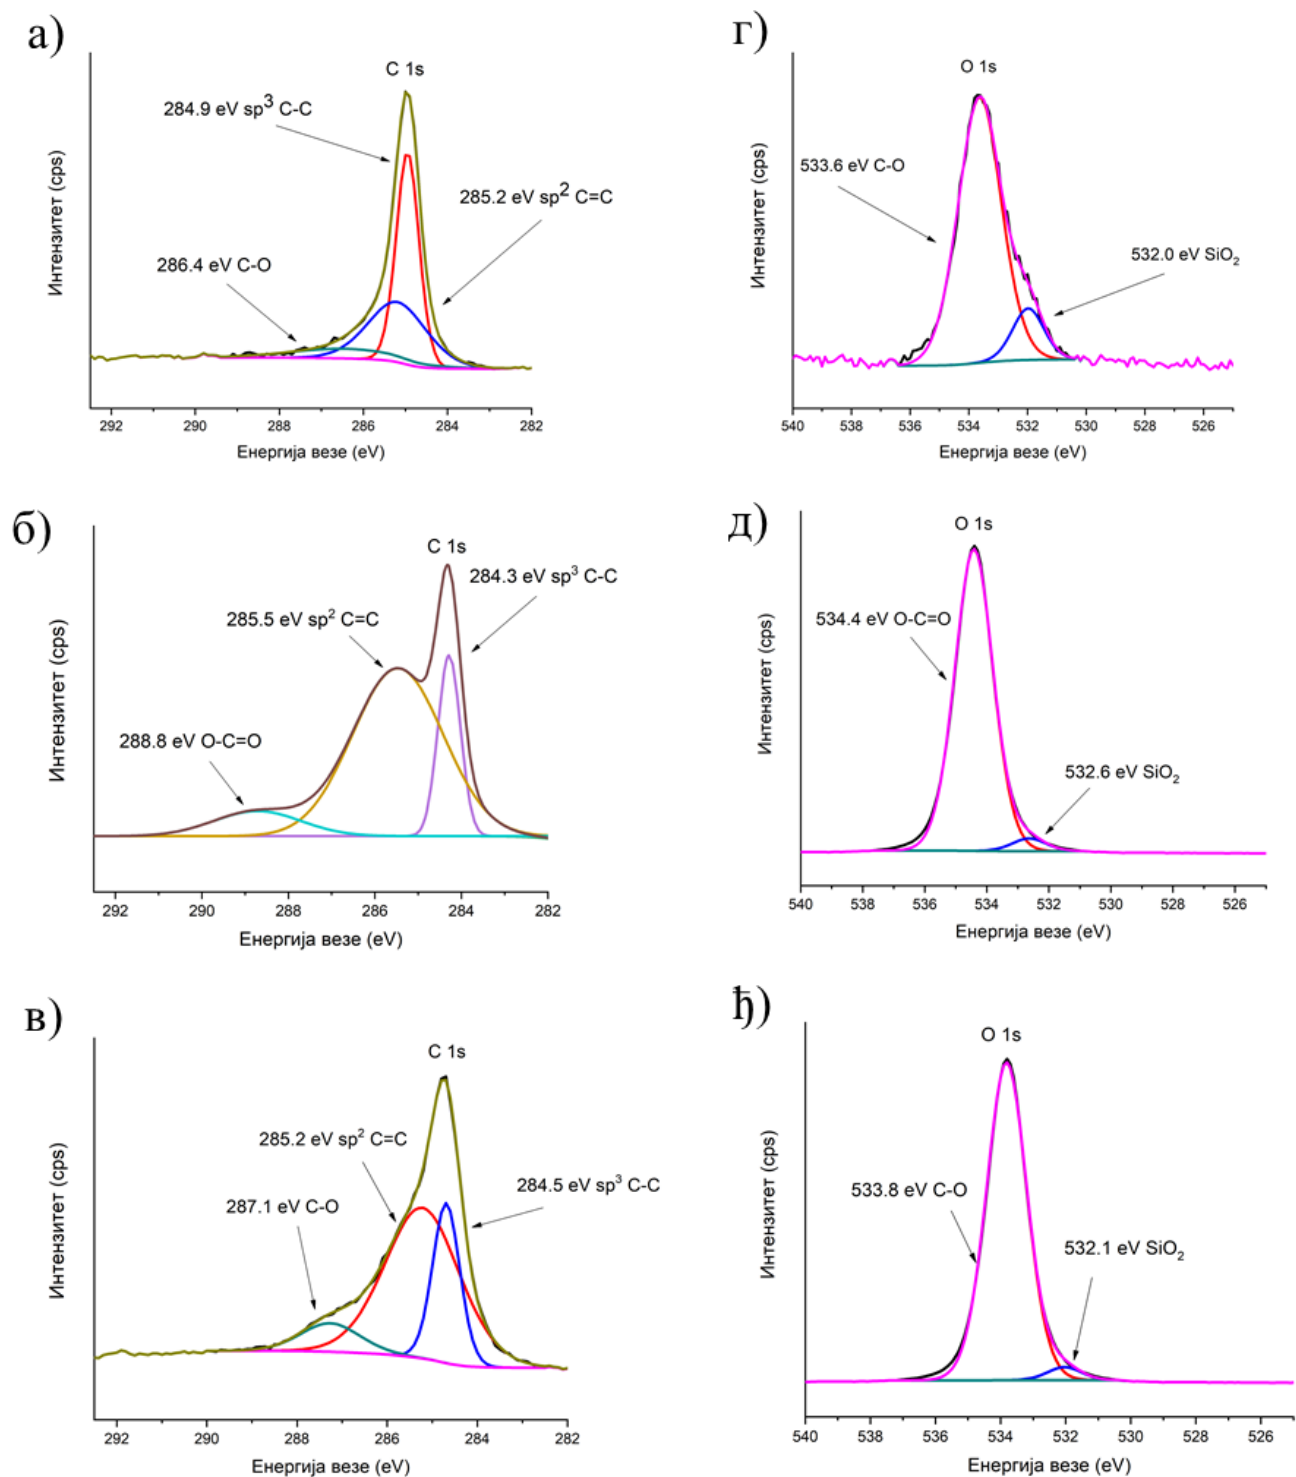 а)
C 1s
284.9 eV sp³ C-C
285.2 eV sp² C=C
286.4 eV C-O
Интензитет (cps)
292 290 288 286 284 282
Енергија везе (eV)
г)
O 1s
533.6 eV C-O
532.0 eV SiO₂
Интензитет (cps)
540 538 536 534 532 530 528 526
Енергија везе (eV)
б)
C 1s
284.3 eV sp³ C-C
285.5 eV sp² C=C
288.8 eV O-C=O
Интензитет (cps)
292 290 288 286 284 282
Енергија везе (eV)
д)
O 1s
534.4 eV O-C=O
532.6 eV SiO₂
Интензитет (cps)
540 538 536 534 532 530 528 526
Енергија везе (eV)
в)
C 1s
285.2 eV sp² C=C
284.5 eV sp³ C-C
287.1 eV C-O
Интензитет (cps)
292 290 288 286 284 282
Енергија везе (eV)
ђ)
O 1s
533.8 eV C-O
532.1 eV SiO₂
Интензитет (cps)
540 538 536 534 532 530 528 526
Енергија везе (eV)